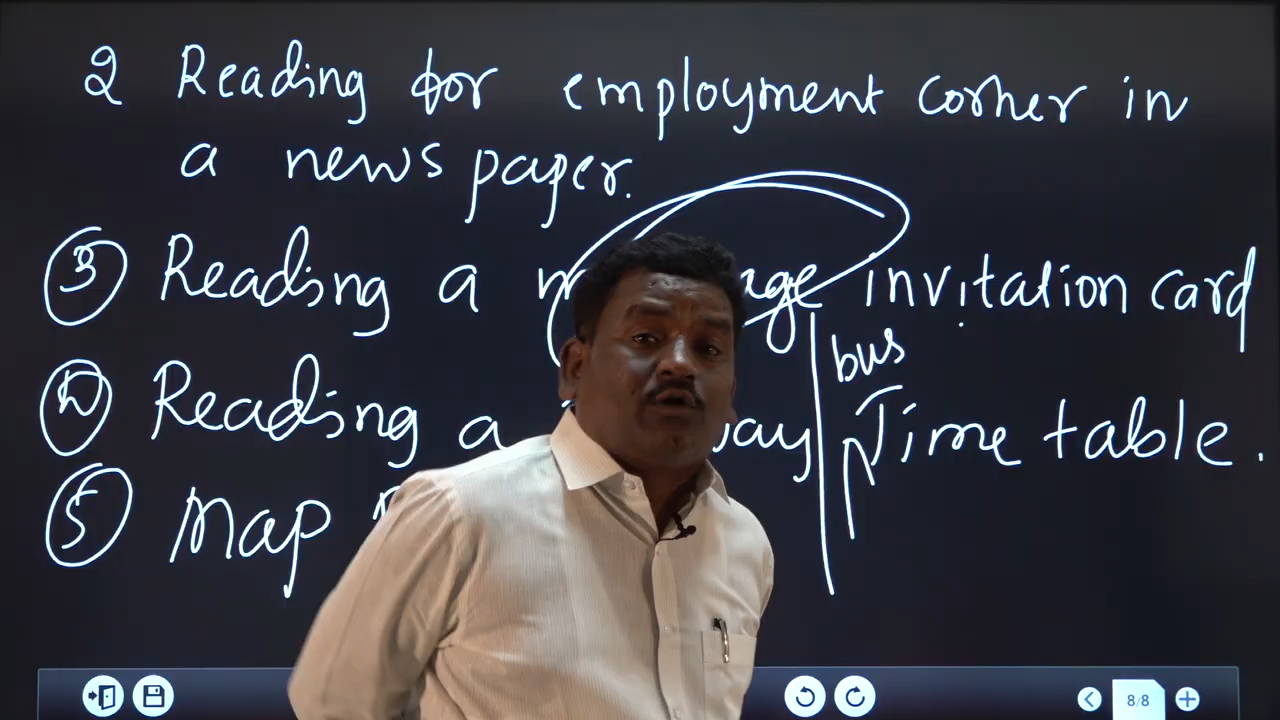 2 Reading for employment corner in
a news paper.
3 Reading a invitation card
bus
4 Reading a Time table.
5 Map
8/8